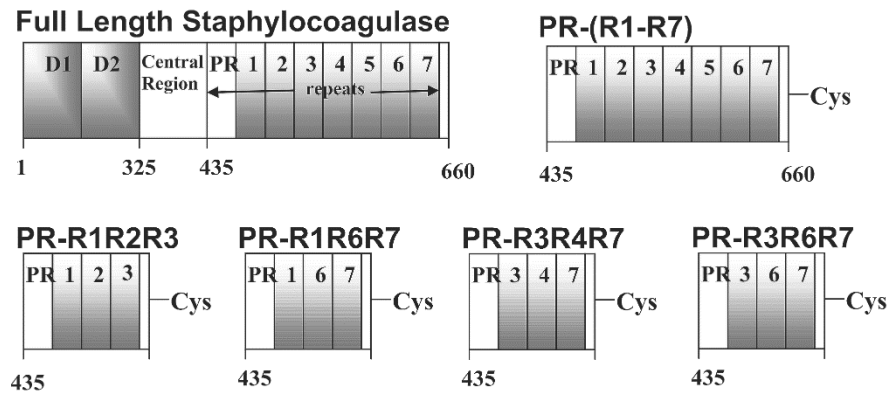 Full Length Staphylocoagulase
D1 D2 Central Region PR 1 2 3 4 5 6 7
repeats
1 325 435 660
PR-(R1-R7)
PR 1 2 3 4 5 6 7
Cys
435 660
PR-R1R2R3
PR 1 2 3
Cys
435
PR-R1R6R7
PR 1 6 7
Cys
435
PR-R3R4R7
PR 3 4 7
Cys
435
PR-R3R6R7
PR 3 6 7
Cys
435